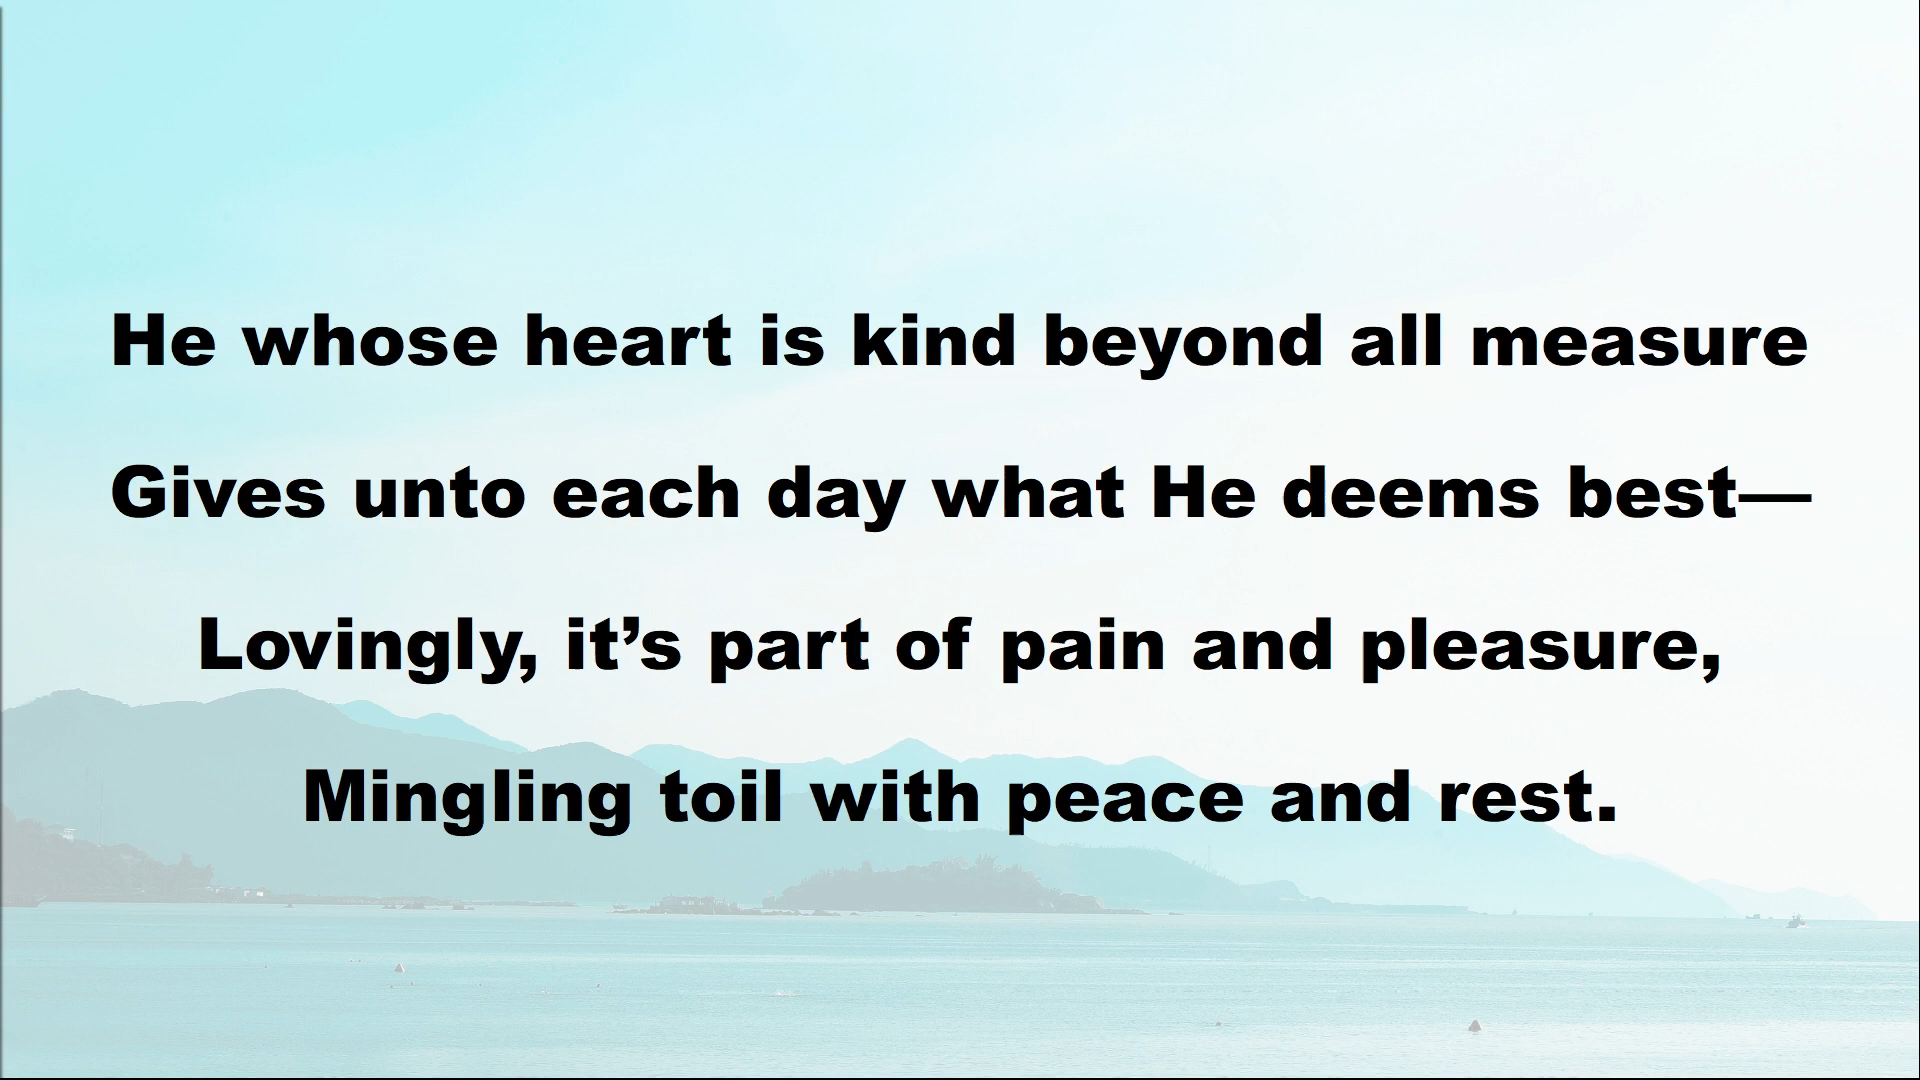 He whose heart is kind beyond all measure
Gives unto each day what He deems best—
Lovingly, it’s part of pain and pleasure,
Mingling toil with peace and rest.